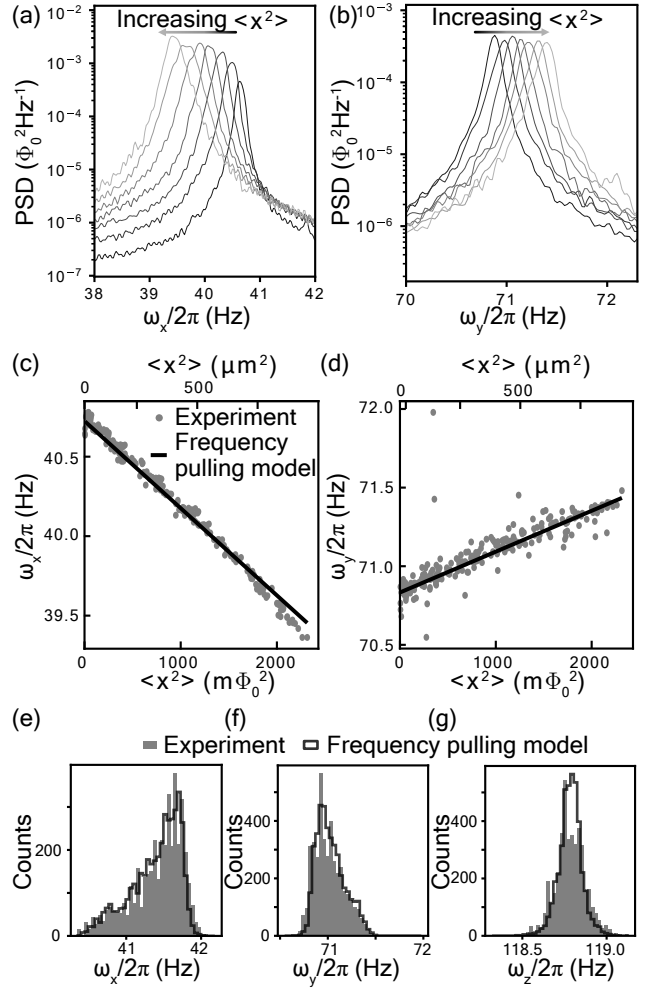 (a)
Increasing <x²>
10⁻²
10⁻³
10⁻⁴
10⁻⁵
10⁻⁶
10⁻⁷
PSD (Φ₀²Hz⁻¹)
38 39 40 41 42
ωₓ/2π (Hz)
(b)
Increasing <x²>
10⁻³
10⁻⁴
10⁻⁵
10⁻⁶
PSD (Φ₀²Hz⁻¹)
70 71 72
ω_y/2π (Hz)
(c)
<x²> (μm²)
0 500
Experiment
Frequency
pulling model
40.5
40.0
39.5
ωₓ/2π (Hz)
0 1000 2000
<x²> (mΦ₀²)
(d)
<x²> (μm²)
0 500
72.0
71.5
71.0
70.5
ω_y/2π (Hz)
0 1000 2000
<x²> (mΦ₀²)
(e) (f) (g)
Experiment Frequency pulling model
Counts
200
0
41 42
ωₓ/2π (Hz)
Counts
400
200
0
71 72
ω_y/2π (Hz)
Counts
400
200
0
118.5 119.0
ω_z/2π (Hz)